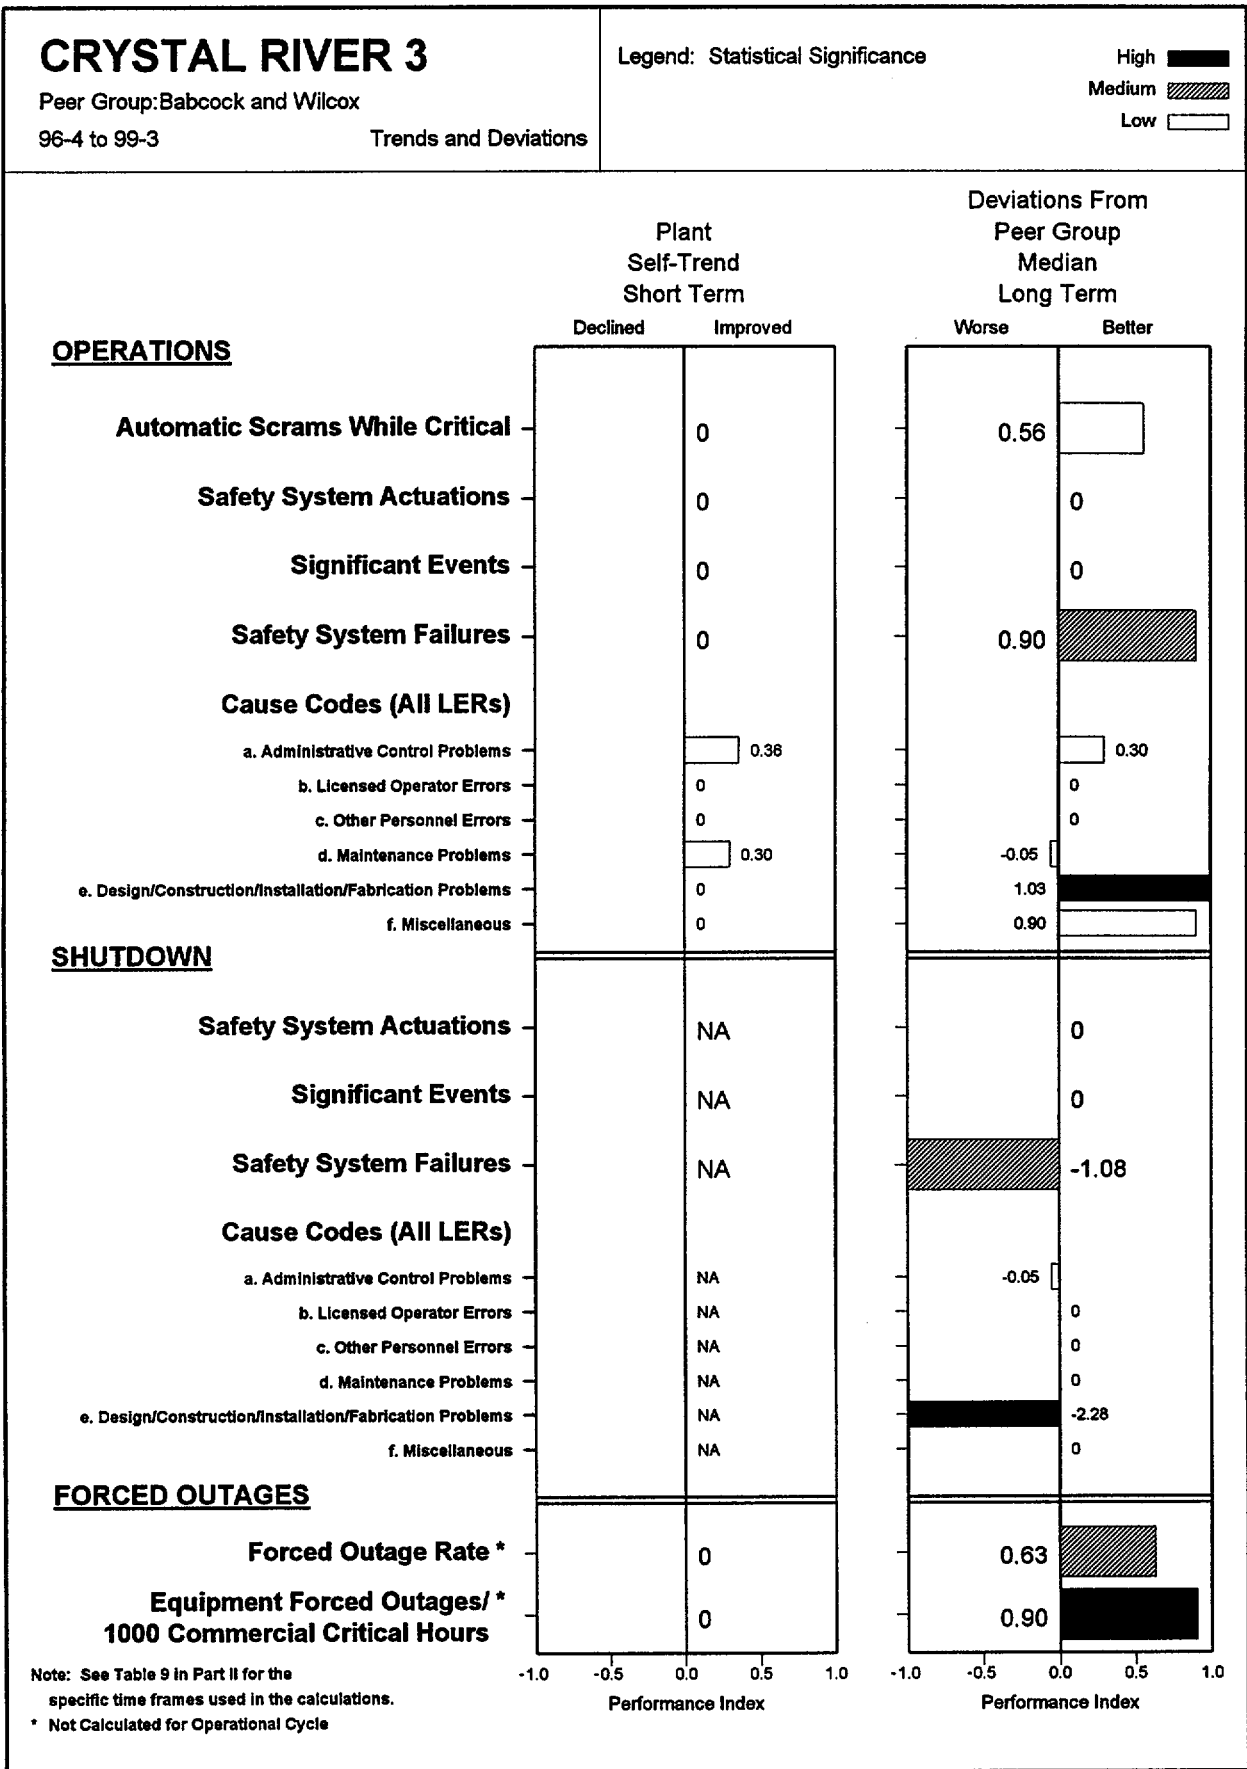 CRYSTAL RIVER 3
Peer Group:Babcock and Wilcox
96-4 to 99-3 Trends and Deviations
Legend: Statistical Significance
High
Medium
Low
Plant
Self-Trend
Short Term
Declined Improved
Deviations From
Peer Group
Median
Long Term
Worse Better
OPERATIONS
Automatic Scrams While Critical 0 0.56
Safety System Actuations 0 0
Significant Events 0 0
Safety System Failures 0 0.90
Cause Codes (All LERs)
a. Administrative Control Problems 0.36 0.30
b. Licensed Operator Errors 0 0
c. Other Personnel Errors 0 0
d. Maintenance Problems 0.30 -0.05
e. Design/Construction/Installation/Fabrication Problems 0 1.03
f. Miscellaneous 0 0.90
SHUTDOWN
Safety System Actuations NA 0
Significant Events NA 0
Safety System Failures NA -1.08
Cause Codes (All LERs)
a. Administrative Control Problems NA -0.05
b. Licensed Operator Errors NA 0
c. Other Personnel Errors NA 0
d. Maintenance Problems NA 0
e. Design/Construction/Installation/Fabrication Problems NA -2.28
f. Miscellaneous NA 0
FORCED OUTAGES
Forced Outage Rate * 0 0.63
Equipment Forced Outages/ *
1000 Commercial Critical Hours 0 0.90
-1.0 -0.5 0.0 0.5 1.0 -1.0 -0.5 0.0 0.5 1.0
Performance Index Performance Index
Note: See Table 9 in Part II for the
specific time frames used in the calculations.
* Not Calculated for Operational Cycle